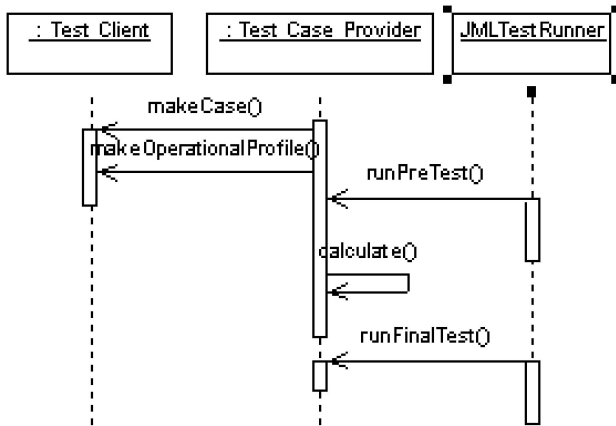 : Test Client
: Test Case Provider
JMLTestRunner
makeCase()
makeOperationalProfile()
runPreTest()
calculate()
runFinalTest()